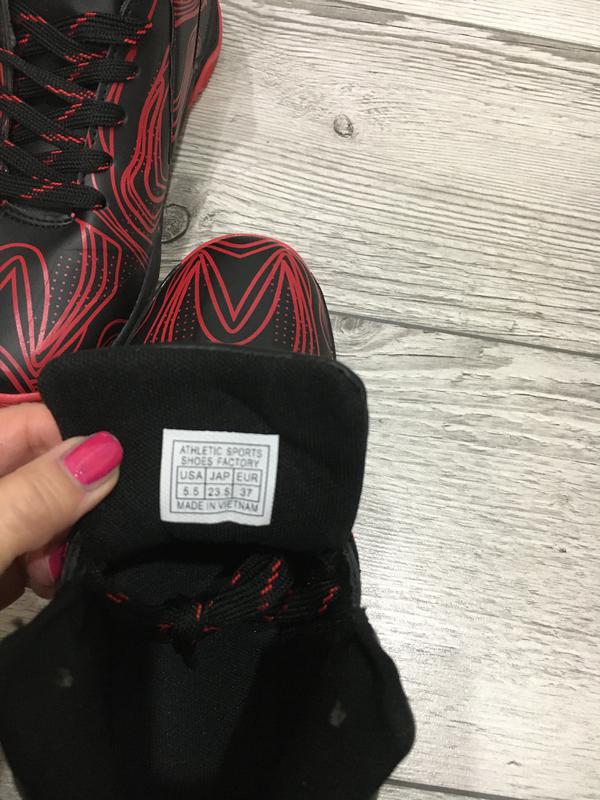 ATHLETIC SPORTS
SHOES FACTORY
USA JAP EUR
5.5 23.5 37
MADE IN VIETNAM